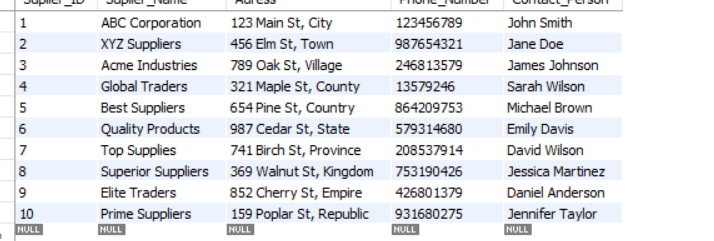 Suplier_ID Suplier_Name Adress Phone_Number Contact_Person
1 ABC Corporation 123 Main St, City 123456789 John Smith
2 XYZ Suppliers 456 Elm St, Town 987654321 Jane Doe
3 Acme Industries 789 Oak St, Village 246813579 James Johnson
4 Global Traders 321 Maple St, County 13579246 Sarah Wilson
5 Best Suppliers 654 Pine St, Country 864209753 Michael Brown
6 Quality Products 987 Cedar St, State 579314680 Emily Davis
7 Top Supplies 741 Birch St, Province 208537914 David Wilson
8 Superior Suppliers 369 Walnut St, Kingdom 753190426 Jessica Martinez
9 Elite Traders 852 Cherry St, Empire 426801379 Daniel Anderson
10 Prime Suppliers 159 Poplar St, Republic 931680275 Jennifer Taylor
NULL NULL NULL NULL NULL